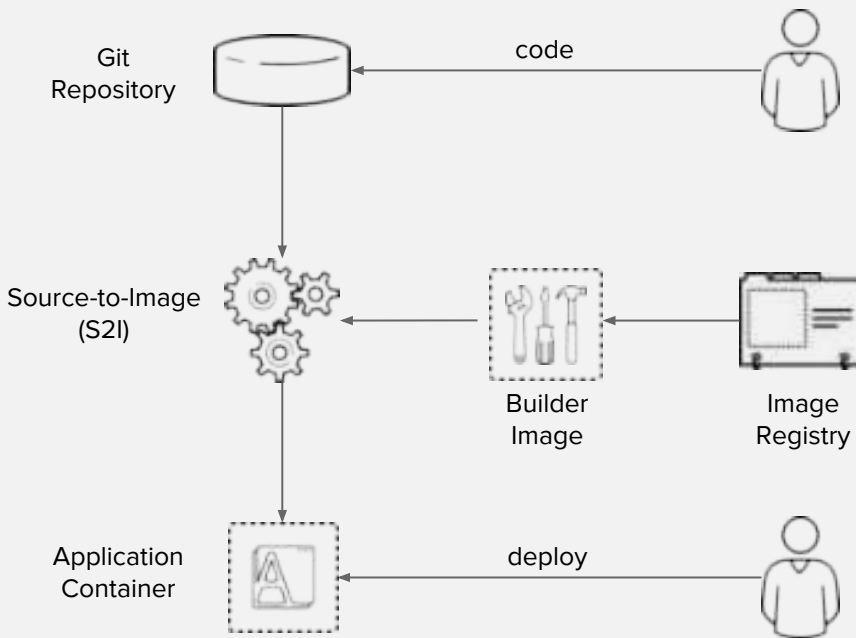 Git
Repository
code
Source-to-Image
(S2I)
Builder
Image
Image
Registry
Application
Container
deploy